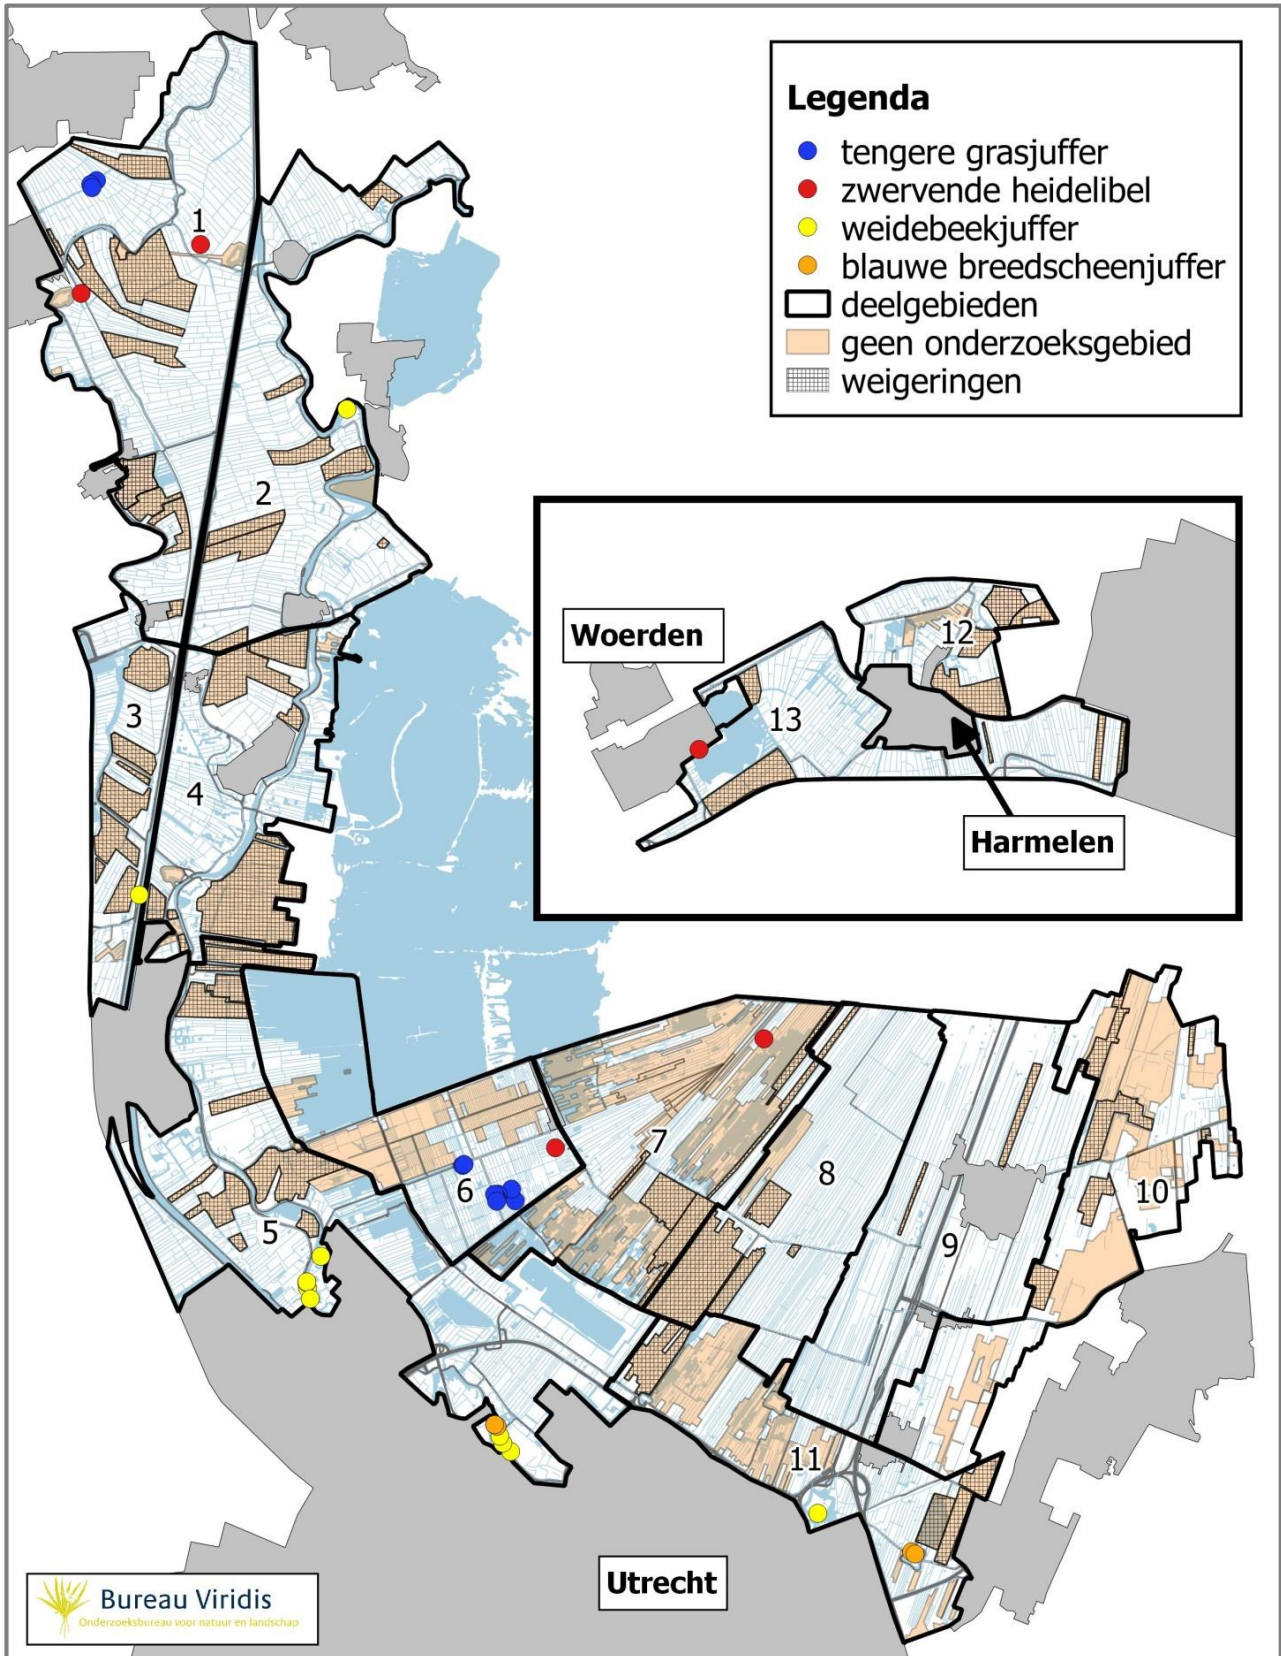 Legenda
tengere grasjuffer
zwervende heidelibel
weidebeekjuffer
blauwe breedscheenjuffer
deelgebieden
geen onderzoeksgebied
weigeringen
1
2
3
4
Woerden
12
13
Harmelen
5
6
7
8
9
10
11
Utrecht
Bureau Viridis
Onderzoeksbureau voor natuur en landschap